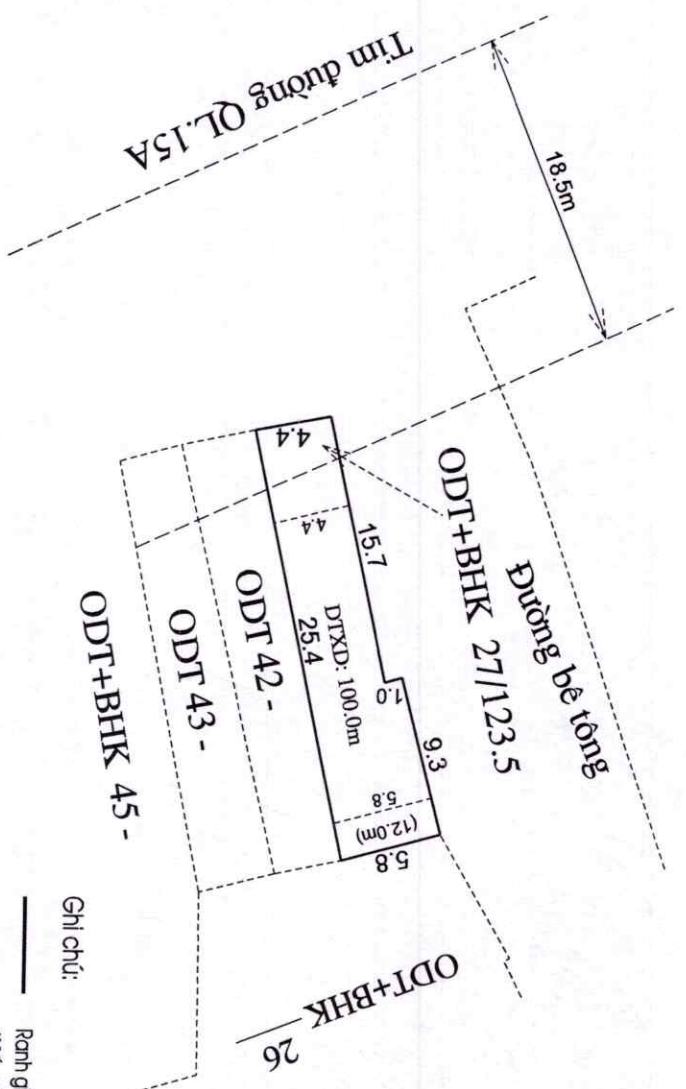 Tim đường QL.15A
18.5m
Đường bê tông
ODT+BHK 27/123.5
4.4
4.4
15.7
1.0
9.3
DTXD: 100.0m
25.4
5.8
(12.0m)
5.8
ODT 42 -
ODT 43 -
ODT+BHK 45 -
ODT+BHK
26
Ghi chú:
Ranh g